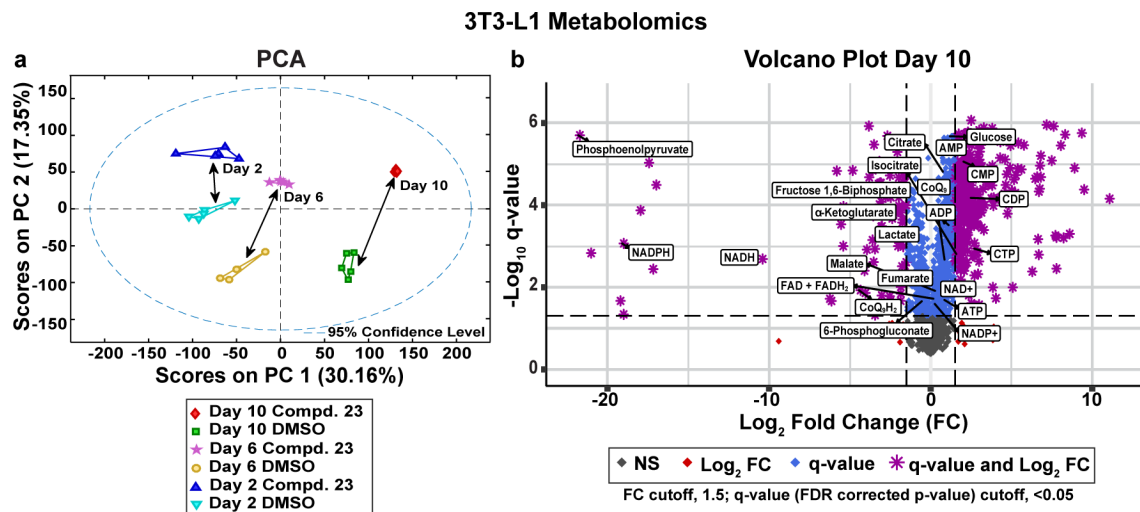 3T3-L1 Metabolomics
a
PCA
Scores on PC 2 (17.35%)
150
100
50
0
-50
-100
-150
Day 2
Day 6
Day 10
95% Confidence Level
-200 -150 -100 -50 0 50 100 150 200
Scores on PC 1 (30.16%)
Day 10 Compd. 23
Day 10 DMSO
Day 6 Compd. 23
Day 6 DMSO
Day 2 Compd. 23
Day 2 DMSO
b
Volcano Plot Day 10
-Log₁₀ q-value
6
4
2
0
Phosphoenolpyruvate
Citrate
AMP
Glucose
Isocitrate
CMP
Fructose 1,6-Biphosphate
CoQ₉
CDP
α-Ketoglutarate
ADP
Lactate
NADPH
NADH
CTP
Malate
Fumarate
FAD + FADH₂
NAD+
CoQ₉H₂
ATP
6-Phosphogluconate
NADP+
-20 -10 0 10
Log₂ Fold Change (FC)
NS Log₂ FC q-value q-value and Log₂ FC
FC cutoff, 1.5; q-value (FDR corrected p-value) cutoff, <0.05